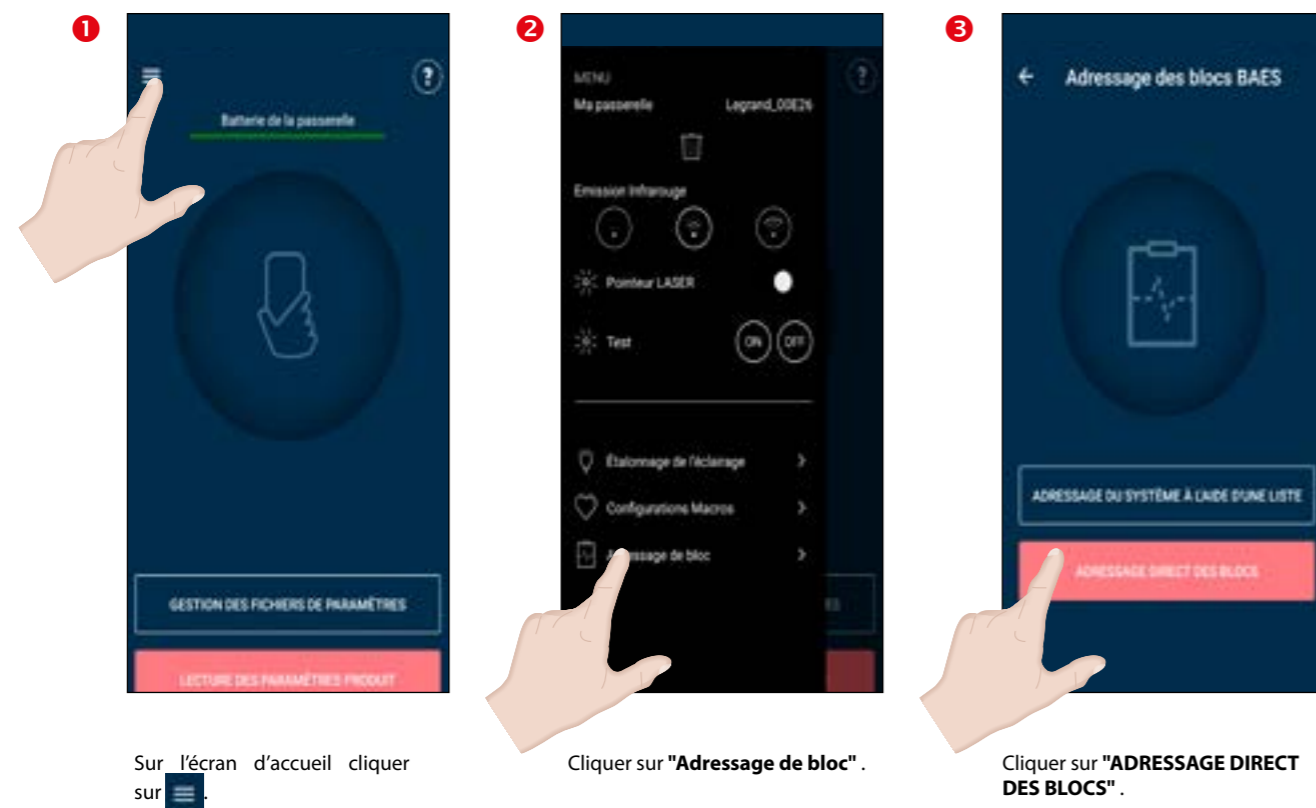 1
Batterie de la passerelle
GESTION DES FICHIERS DE PARAMÈTRES
LECTURE DES PARAMÈTRES PRODUIT
Sur l'écran d'accueil cliquer
sur .
2
MENU
Ma passerelle Legrand_00E26
Emission Infrarouge
Pointeur LASER
Test ON OFF
Étalonnage de l'éclairage
Configurations Macros
de bloc
Cliquer sur "Adressage de bloc" .
3
Adressage des blocs BAES
ADRESSAGE DU SYSTÈME À L'AIDE D'UNE LISTE
ADRESSAGE DIRECT DES BLOCS
Cliquer sur "ADRESSAGE DIRECT
DES BLOCS" .